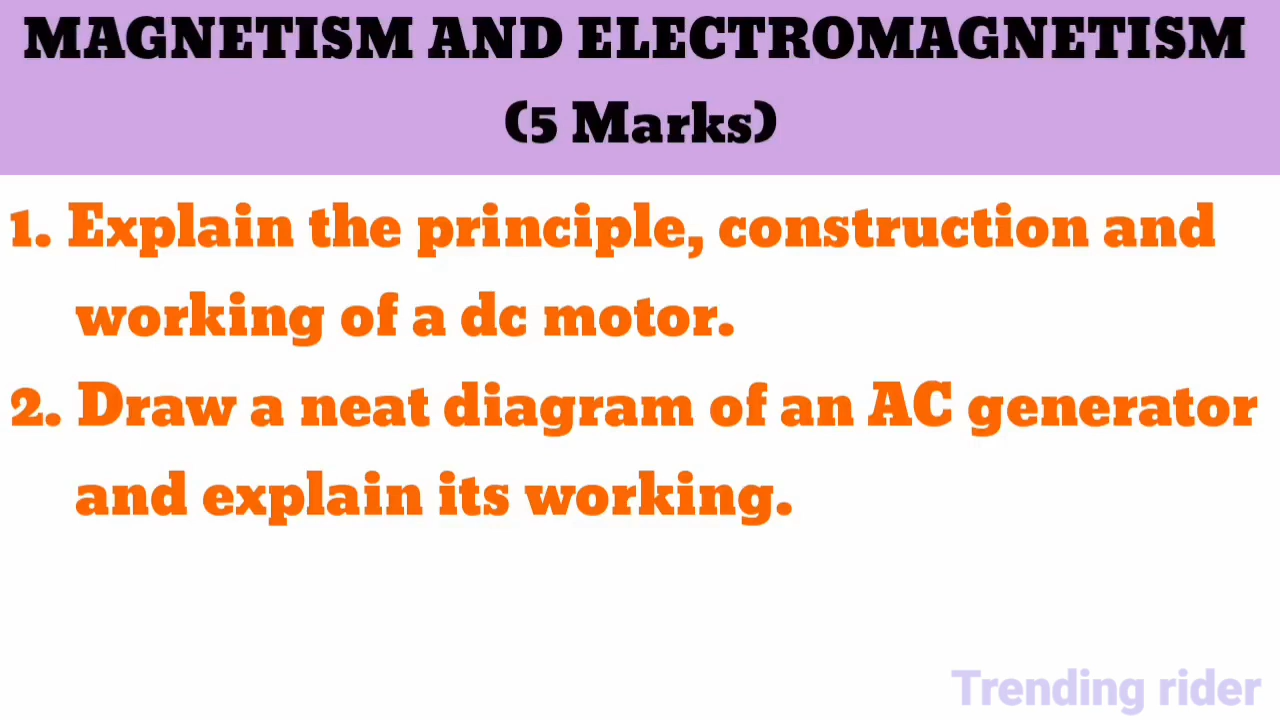 MAGNETISM AND ELECTROMAGNETISM
(5 Marks)
1. Explain the principle, construction and
working of a dc motor.
2. Draw a neat diagram of an AC generator
and explain its working.
Trending rider